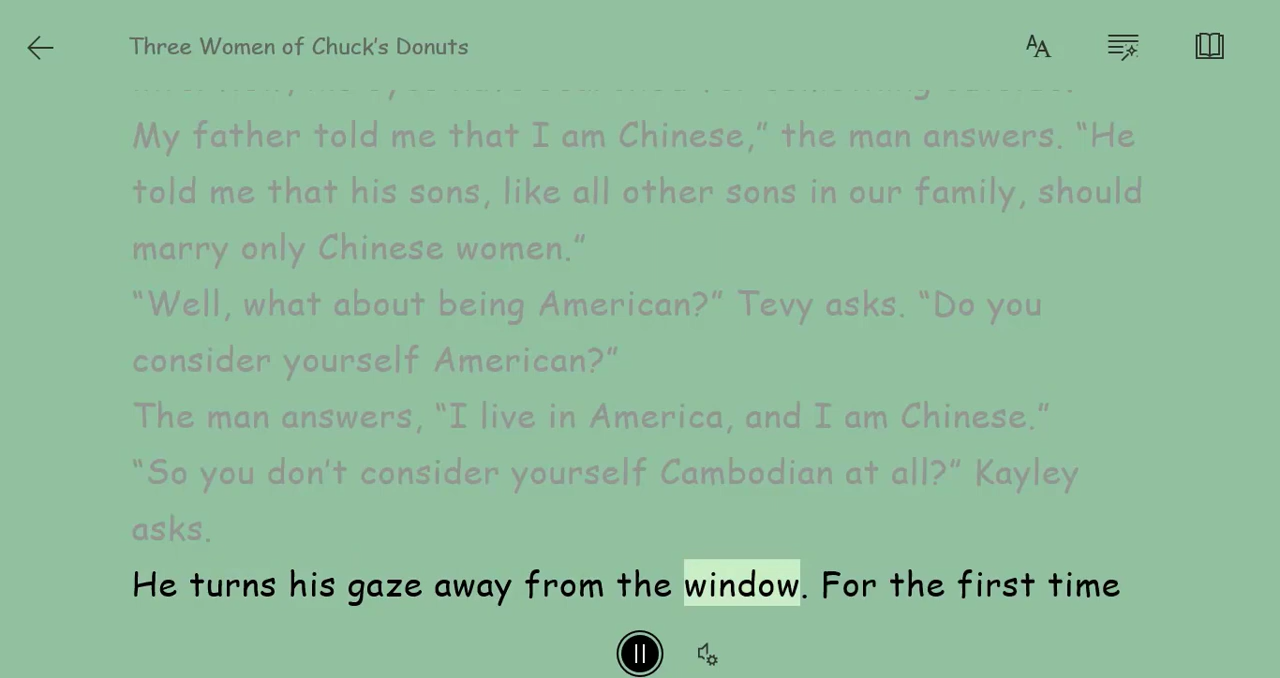 Three Women of Chuck's Donuts
My father told me that I am Chinese,” the man answers. “He
told me that his sons, like all other sons in our family, should
marry only Chinese women.”
“Well, what about being American?” Tevy asks. “Do you
consider yourself American?”
The man answers, “I live in America, and I am Chinese.”
“So you don't consider yourself Cambodian at all?” Kayley
asks.
He turns his gaze away from the window. For the first time